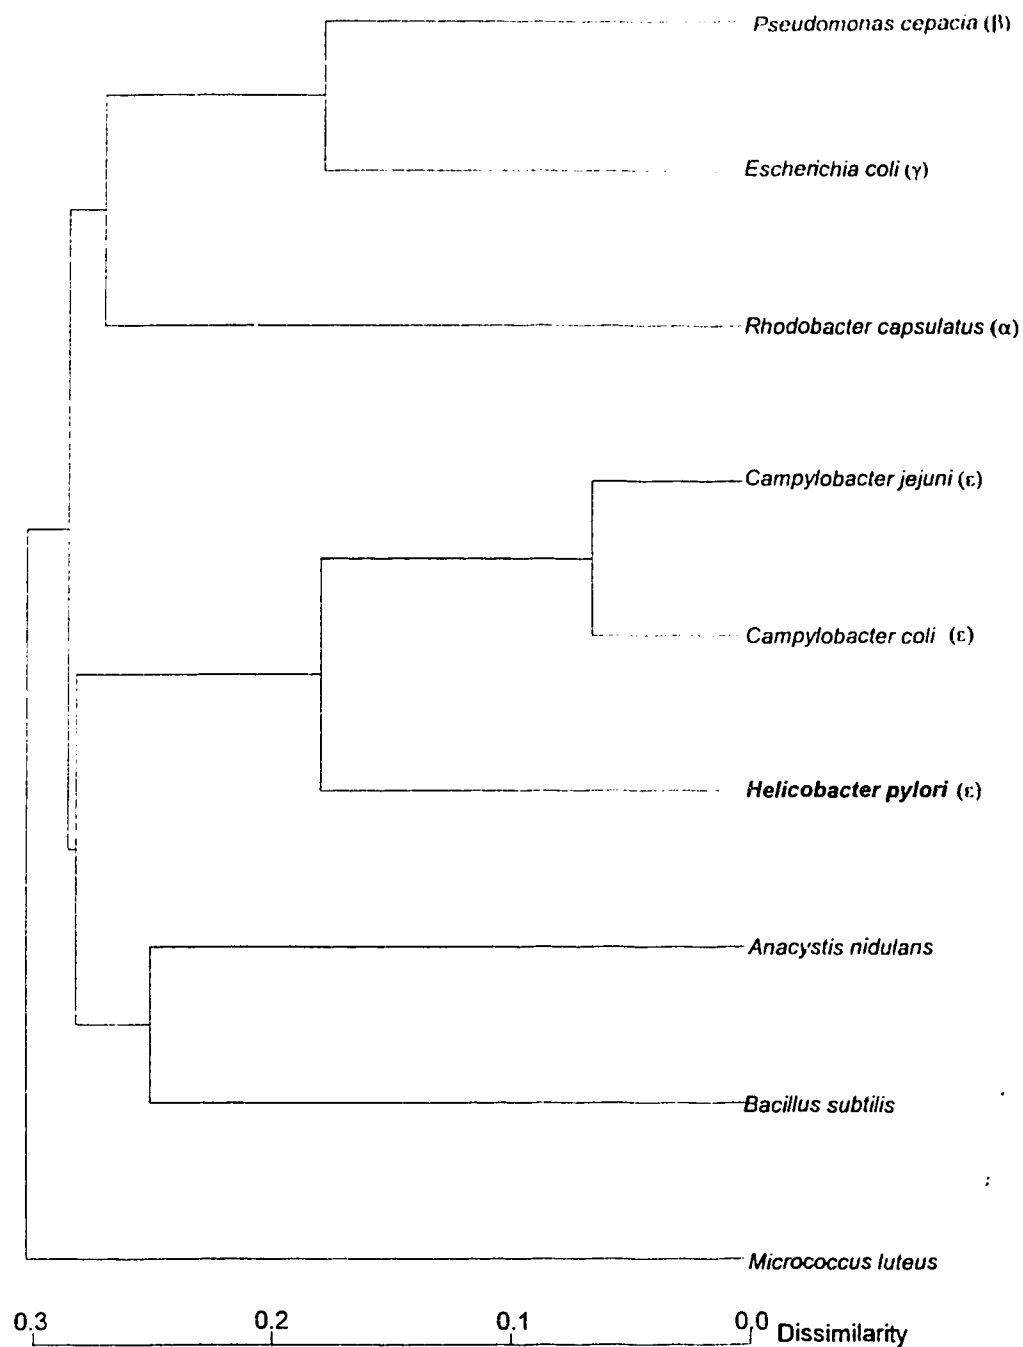 Pseudomonas cepacia (β)
Escherichia coli (γ)
Rhodobacter capsulatus (α)
Campylobacter jejuni (ε)
Campylobacter coli (ε)
Helicobacter pylori (ε)
Anacystis nidulans
Bacillus subtilis
Micrococcus luteus
0.3 0.2 0.1 0,0 Dissimilarity